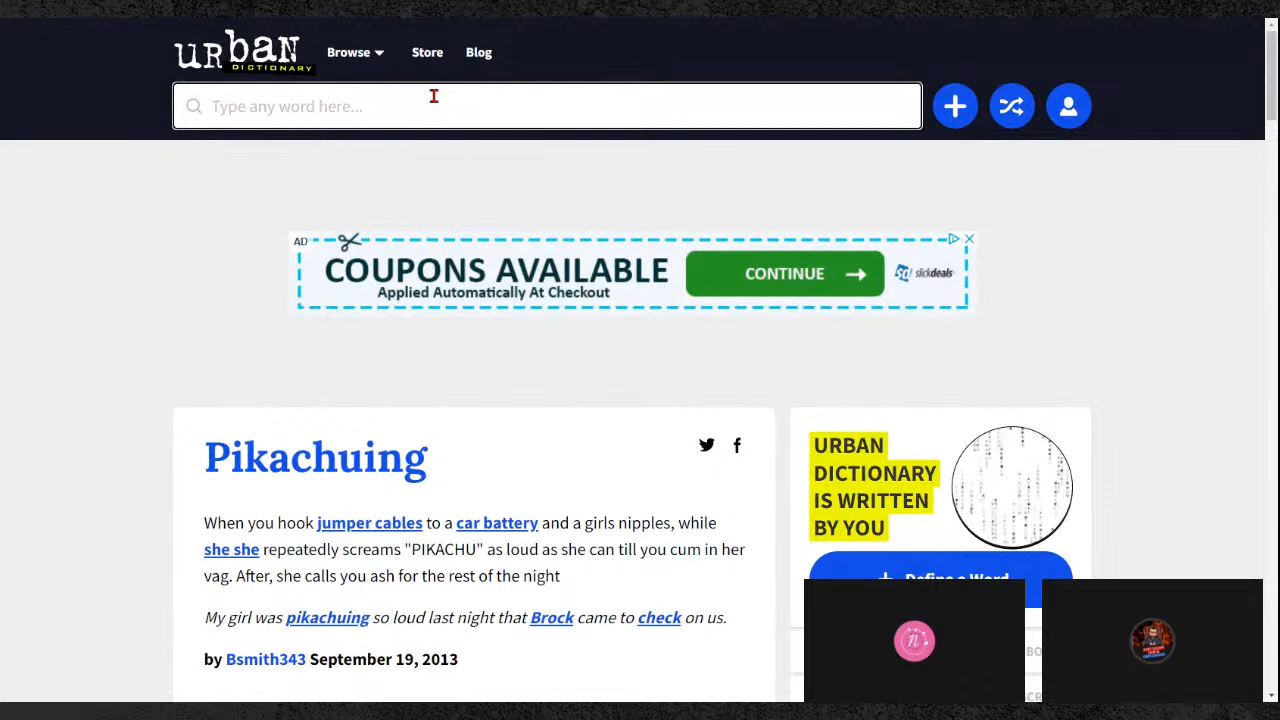 urban
DICTIONARY
Browse
Store
Blog
Type any word here...
AD
COUPONS AVAILABLE
Applied Automatically At Checkout
CONTINUE
sd
slickdeals
Pikachuing
When you hook jumper cables to a car battery and a girls nipples, while
she she repeatedly screams "PIKACHU" as loud as she can till you cum in her
vag. After, she calls you ash for the rest of the night
My girl was pikachuing so loud last night that Brock came to check on us.
by Bsmith343 September 19, 2013
URBAN
DICTIONARY
IS WRITTEN
BY YOU
Define a Word
n